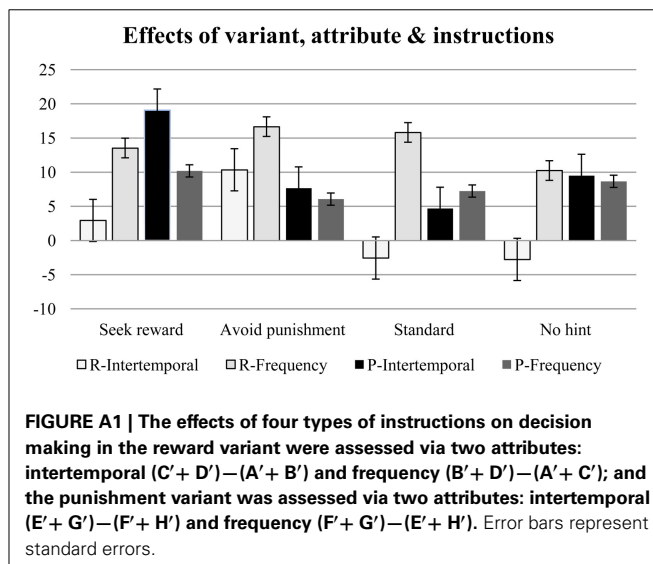 Effects of variant, attribute & instructions
25
20
15
10
5
0
-5
-10
Seek reward Avoid punishment Standard No hint
R-Intertemporal R-Frequency P-Intertemporal P-Frequency
FIGURE A1 | The effects of four types of instructions on decision
making in the reward variant were assessed via two attributes:
intertemporal (C′+ D′)—(A′+ B′) and frequency (B′+ D′)—(A′+ C′); and
the punishment variant was assessed via two attributes: intertemporal
(E′+ G′)—(F′+ H′) and frequency (F′+ G′)—(E′+ H′). Error bars represent
standard errors.